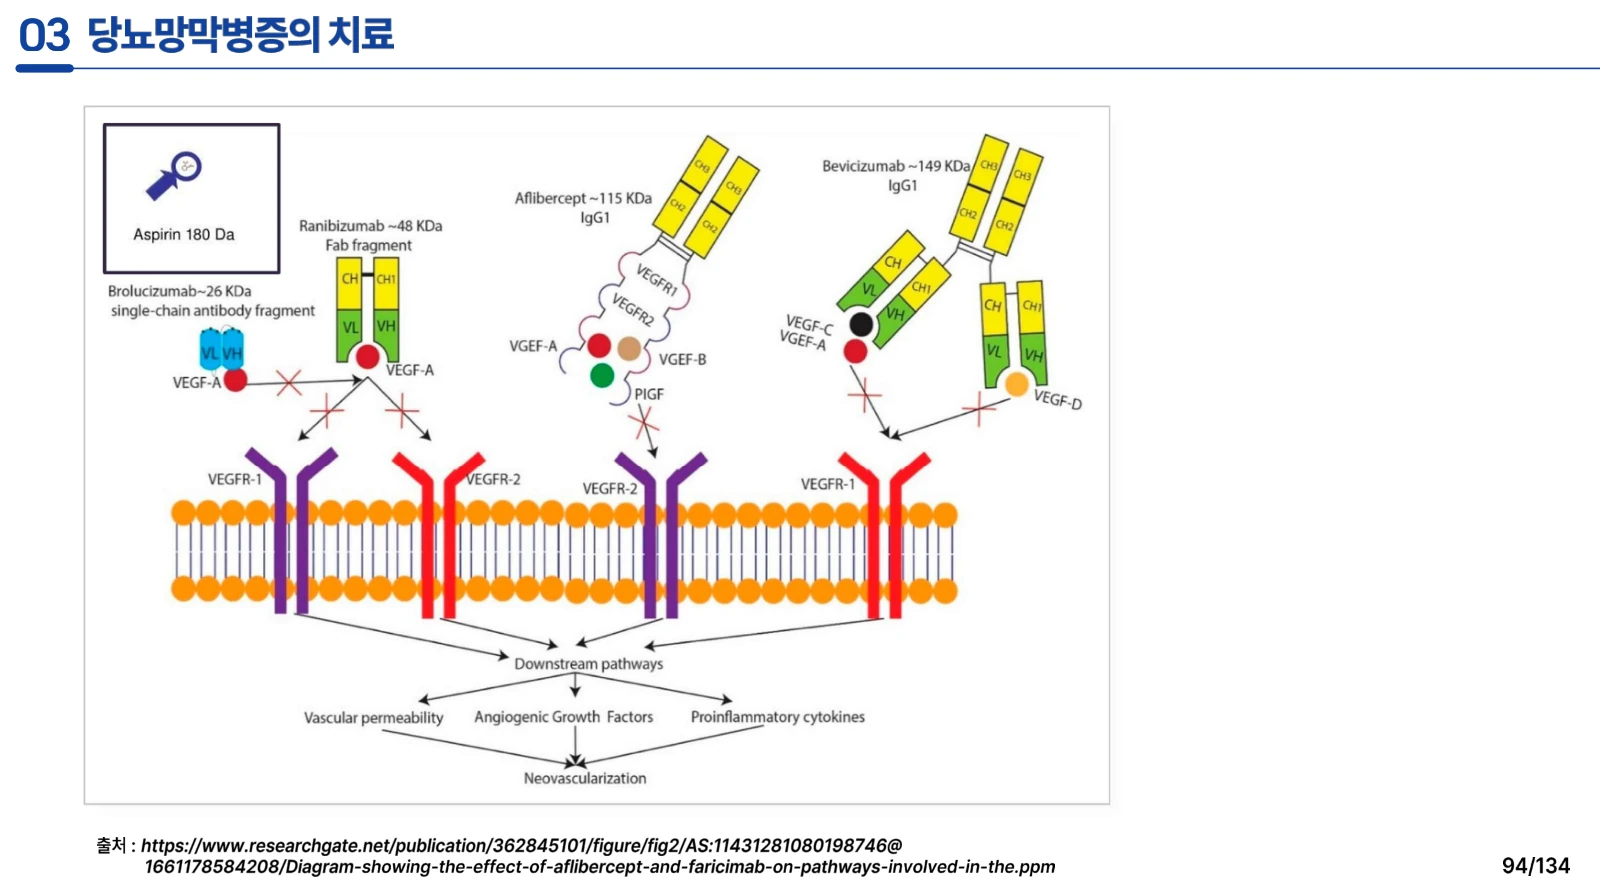 03 당뇨망막병증의 치료
Aspirin 180 Da
Brolucizumab~26 KDa
single-chain antibody fragment
VL VH
VEGF-A
Ranibizumab ~48 KDa
Fab fragment
CH CH1
VL VH
VEGF-A
Aflibercept ~115 KDa
IgG1
CH3 CH3
CH2 CH2
VEGFR1
VEGFR2
VGEF-A
VGEF-B
PIGF
Bevicizumab ~149 KDa
IgG1
CH3 CH3
CH2 CH2
CH CH1
VL VH
VEGF-C
VGEF-A
CH CH1
VL VH
VEGF-D
VEGFR-1
VEGFR-2
VEGFR-2
VEGFR-1
Downstream pathways
Vascular permeability
Angiogenic Growth Factors
Proinflammatory cytokines
Neovascularization
출처 : https://www.researchgate.net/publication/362845101/figure/fig2/AS:11431281080198746@
1661178584208/Diagram-showing-the-effect-of-aflibercept-and-faricimab-on-pathways-involved-in-the.ppm
94/134